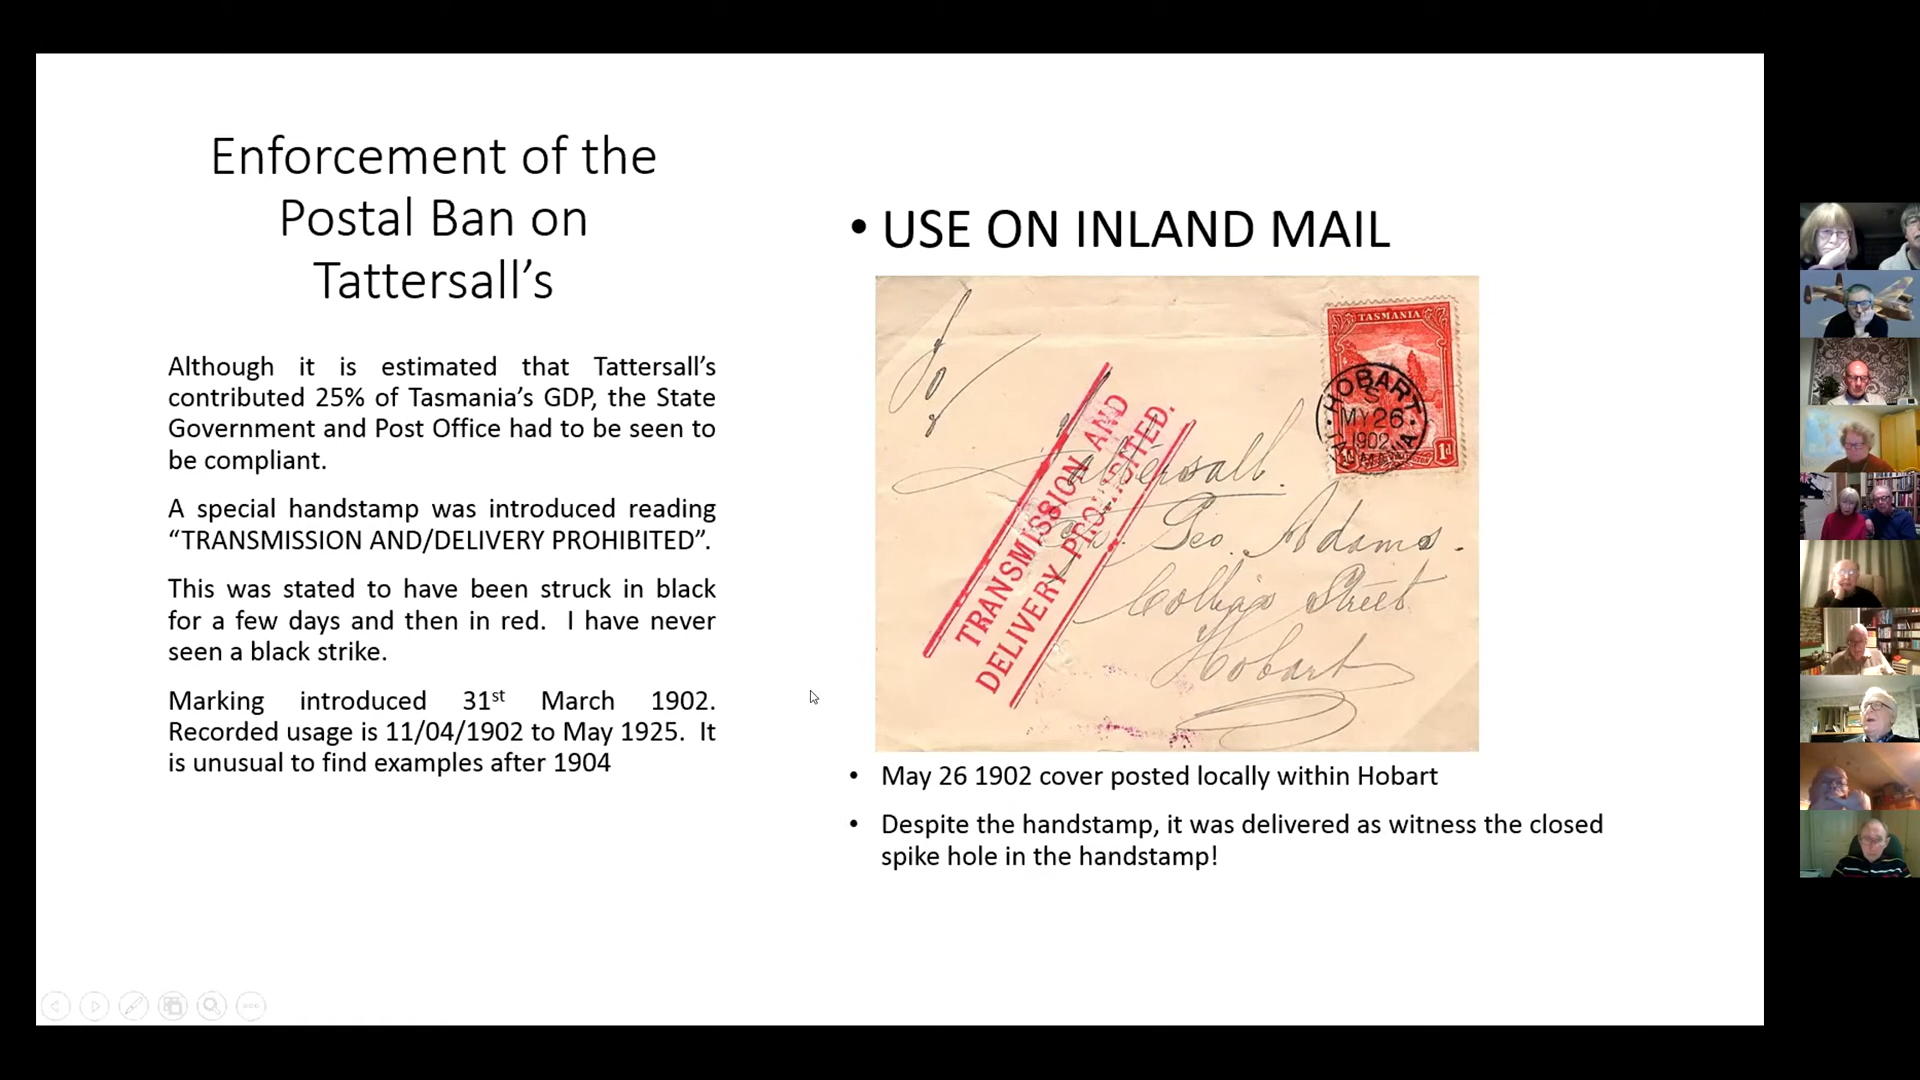 Enforcement of the
Postal Ban on
Tattersall’s
Although it is estimated that Tattersall’s
contributed 25% of Tasmania’s GDP, the State
Government and Post Office had to be seen to
be compliant.
A special handstamp was introduced reading
“TRANSMISSION AND/DELIVERY PROHIBITED”.
This was stated to have been struck in black
for a few days and then in red. I have never
seen a black strike.
Marking introduced 31st March 1902.
Recorded usage is 11/04/1902 to May 1925. It
is unusual to find examples after 1904
• USE ON INLAND MAIL
TASMANIA
HOBART
S
MY 26
1902
TASMANIA
1d
TRANSMISSION AND
DELIVERY PROHIBITED.
Tattersall.
Geo. Adams.
Collins Street
Hobart
• May 26 1902 cover posted locally within Hobart
• Despite the handstamp, it was delivered as witness the closed
spike hole in the handstamp!